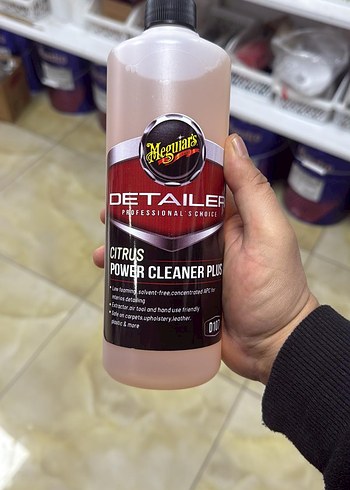 Meguiar's
DETAILER
PROFESSIONAL'S CHOICE
CITRUS
POWER CLEANER PLUS
• Low foaming, solvent-free, concentrated APC for
interior detailing
• Extractor, air tool and hand use friendly
• Safe on carpets, upholstery, leather,
plastic & more
D107